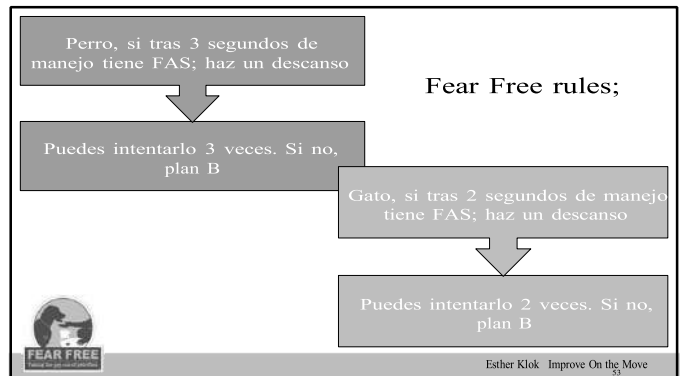 Perro, si tras 3 segundos de
manejo tiene FAS; haz un descanso
Puedes intentarlo 3 veces. Si no,
plan B
Fear Free rules;
Gato, si tras 2 segundos de manejo
tiene FAS; haz un descanso
Puedes intentarlo 2 veces. Si no,
plan B
FEAR FREE
Esther Klok Improve On the Move
53